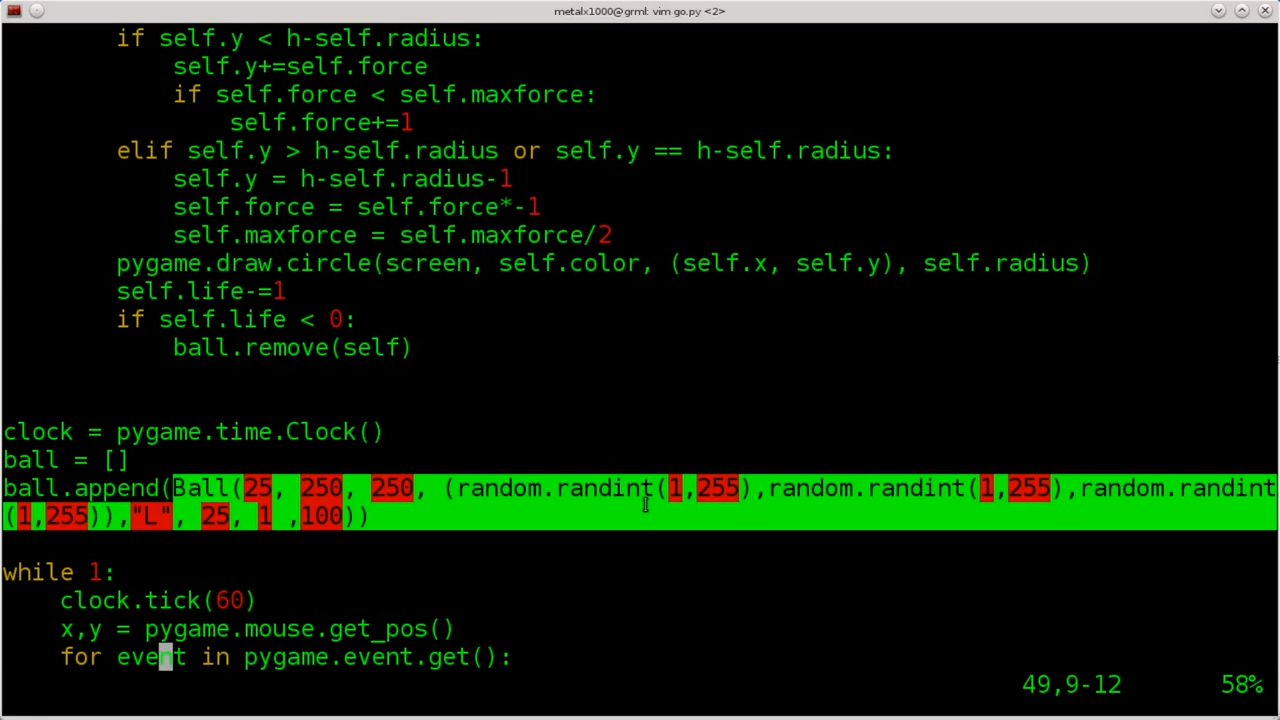 metalx1000@grml: vim go.py <2>
if self.y < h-self.radius:
self.y+=self.force
if self.force < self.maxforce:
self.force+=1
elif self.y > h-self.radius or self.y == h-self.radius:
self.y = h-self.radius-1
self.force = self.force*-1
self.maxforce = self.maxforce/2
pygame.draw.circle(screen, self.color, (self.x, self.y), self.radius)
self.life-=1
if self.life < 0:
ball.remove(self)
clock = pygame.time.Clock()
ball = []
ball.append(Ball(25, 250, 250, (random.randint(1,255),random.randint(1,255),random.randint
(1,255)),"L", 25, 1 ,100))
while 1:
clock.tick(60)
x,y = pygame.mouse.get_pos()
for event in pygame.event.get():
49,9-12 58%